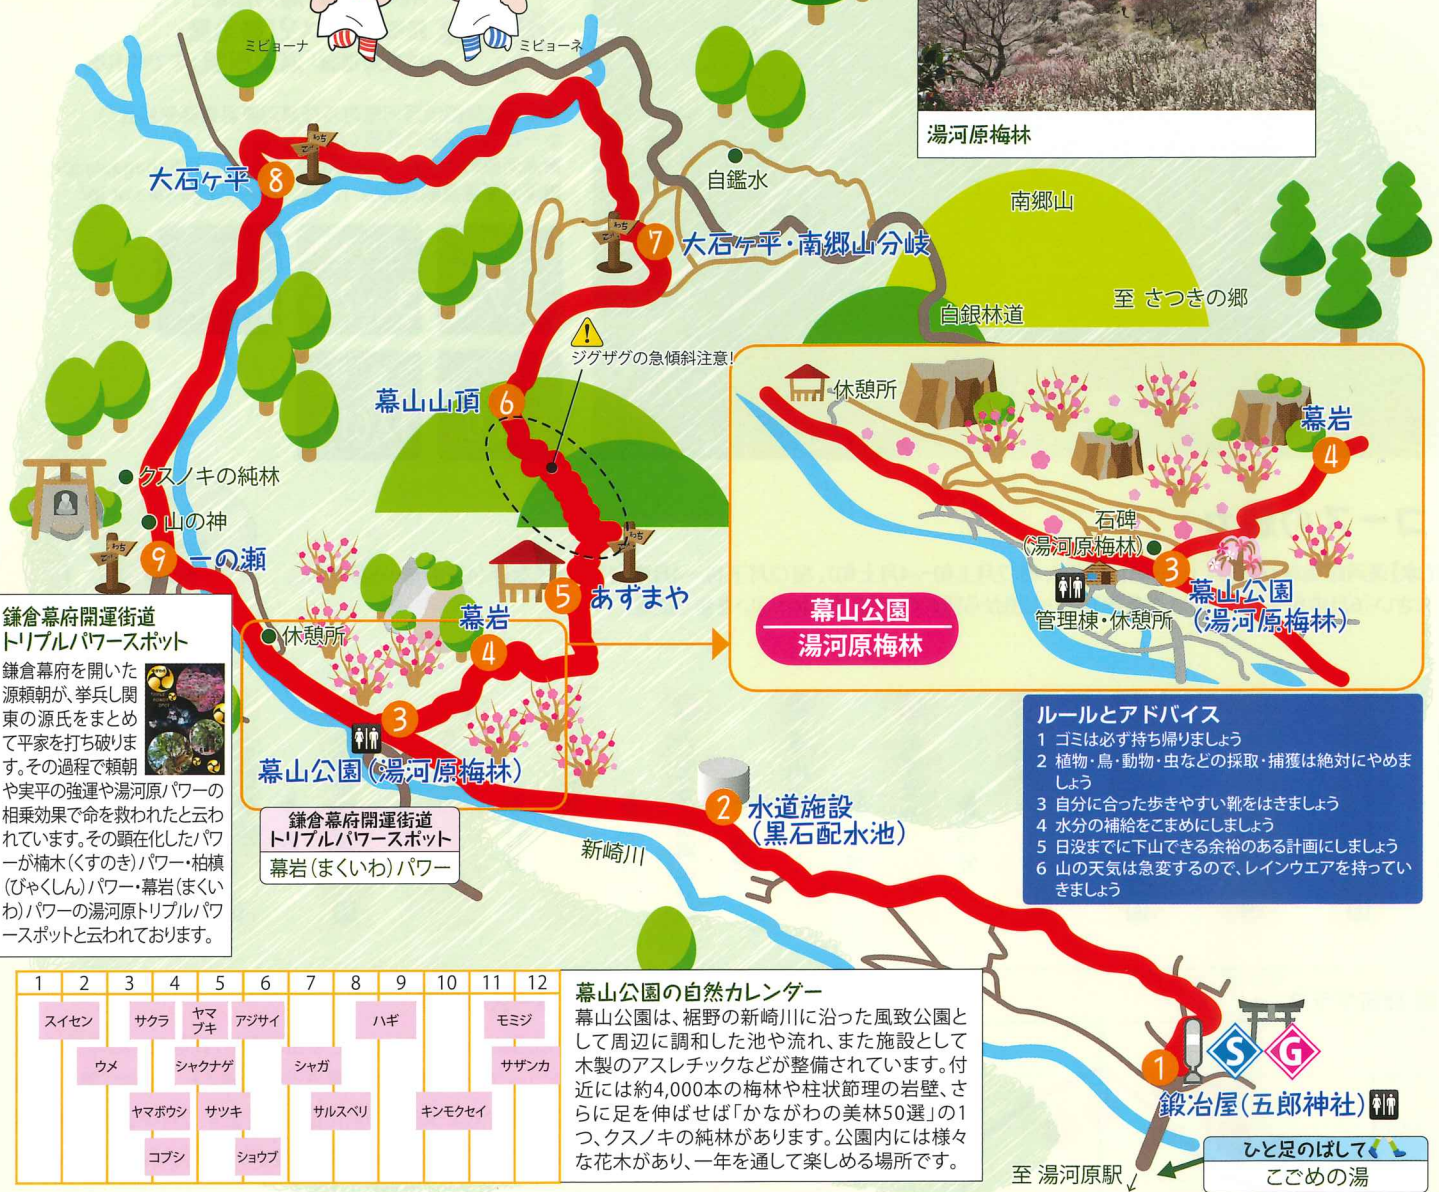 ミビョーナ
ミビョーネ
湯河原梅林
大石ヶ平
8
わち
こっ
自鑑水
南郷山
わち
7
大石ヶ平・南郷山分岐
至 さつきの郷
白銀林道
ジグザグの急傾斜注意!
幕山山頂
6
クスノキの純林
山の神
わち
9
一の瀬
わち
5
あずまや
休憩所
幕岩
4
3
幕山公園(湯河原梅林)
鎌倉幕府開運街道
トリプルパワースポット
幕岩(まくいわ)パワー
新崎川
2
水道施設
(黒石配水池)
休憩所
幕岩
4
石碑
(湯河原梅林)
3
幕山公園
(湯河原梅林)
管理棟・休憩所
幕山公園
湯河原梅林
鎌倉幕府開運街道
トリプルパワースポット
鎌倉幕府を開いた
源頼朝が、挙兵し関
東の源氏をまとめ
て平家を打ち破りま
す。その過程で頼朝
や実平の強運や湯河原パワーの
相乗効果で命を救われたと云わ
れています。その顕在化したパワ
ーが楠木(くすのき)パワー・柏槙
(びゃくしん)パワー・幕岩(まくい
わ)パワーの湯河原トリプルパワ
ースポットと云われております。
ルールとアドバイス
1 ゴミは必ず持ち帰りましょう
2 植物・鳥・動物・虫などの採取・捕獲は絶対にやめま
しょう
3 自分に合った歩きやすい靴をはきましょう
4 水分の補給をこまめにしましょう
5 日没までに下山できる余裕のある計画にしましょう
6 山の天気は急変するので、レインウエアを持ってい
きましょう
1 2 3 4 5 6 7 8 9 10 11 12
スイセン サクラ ヤマブキ アジサイ ハギ モミジ
ウメ シャクナゲ シャガ サザンカ
ヤマボウシ サツキ サルスベリ キンモクセイ
コブシ ショウブ
幕山公園の自然カレンダー
幕山公園は、裾野の新崎川に沿った風致公園と
して周辺に調和した池や流れ、また施設として
木製のアスレチックなどが整備されています。付
近には約4,000本の梅林や柱状節理の岩壁、さ
らに足を伸ばせば「かながわの美林50選」の1
つ、クスノキの純林があります。公園内には様々
な花木があり、一年を通して楽しめる場所です。
1
S
G
鍛冶屋(五郎神社)
ひと足のばして
こごめの湯
至 湯河原駅